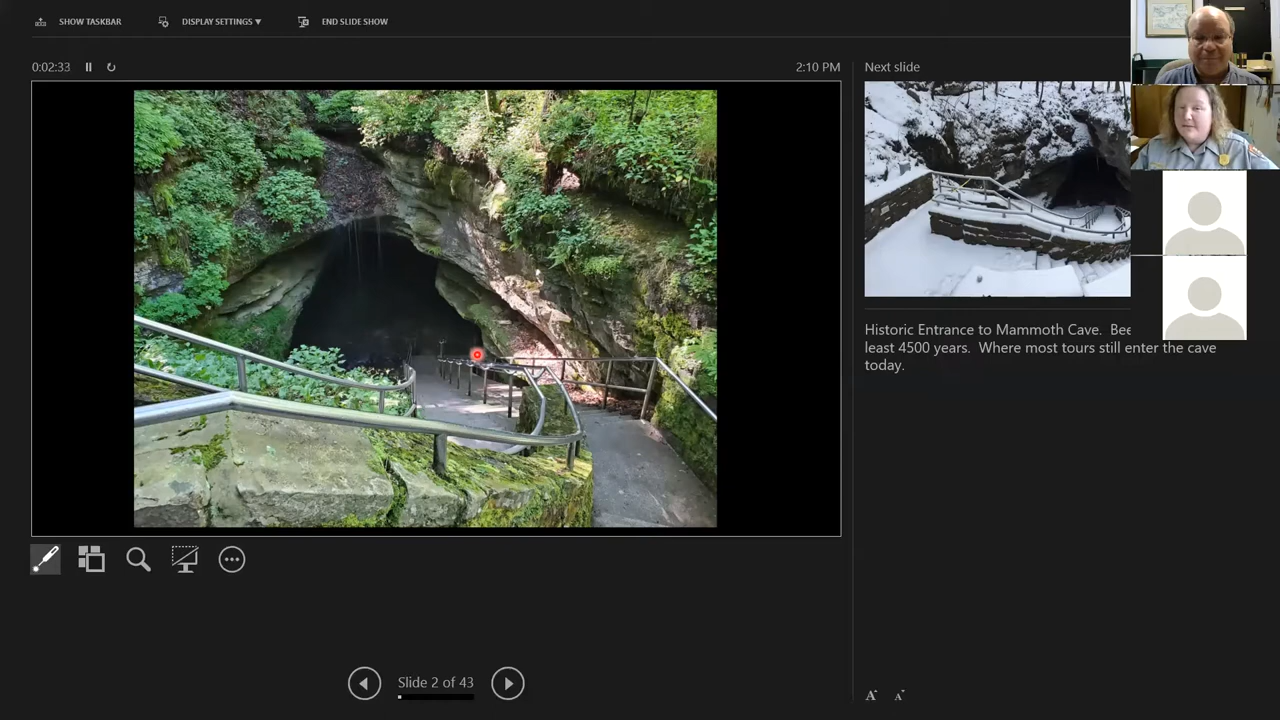 SHOW TASKBAR
DISPLAY SETTINGS ▼
END SLIDE SHOW
0:02:33
2:10 PM
Next slide
Historic Entrance to Mammoth Cave. Bee
least 4500 years. Where most tours still enter the cave
today.
Slide 2 of 43
A A